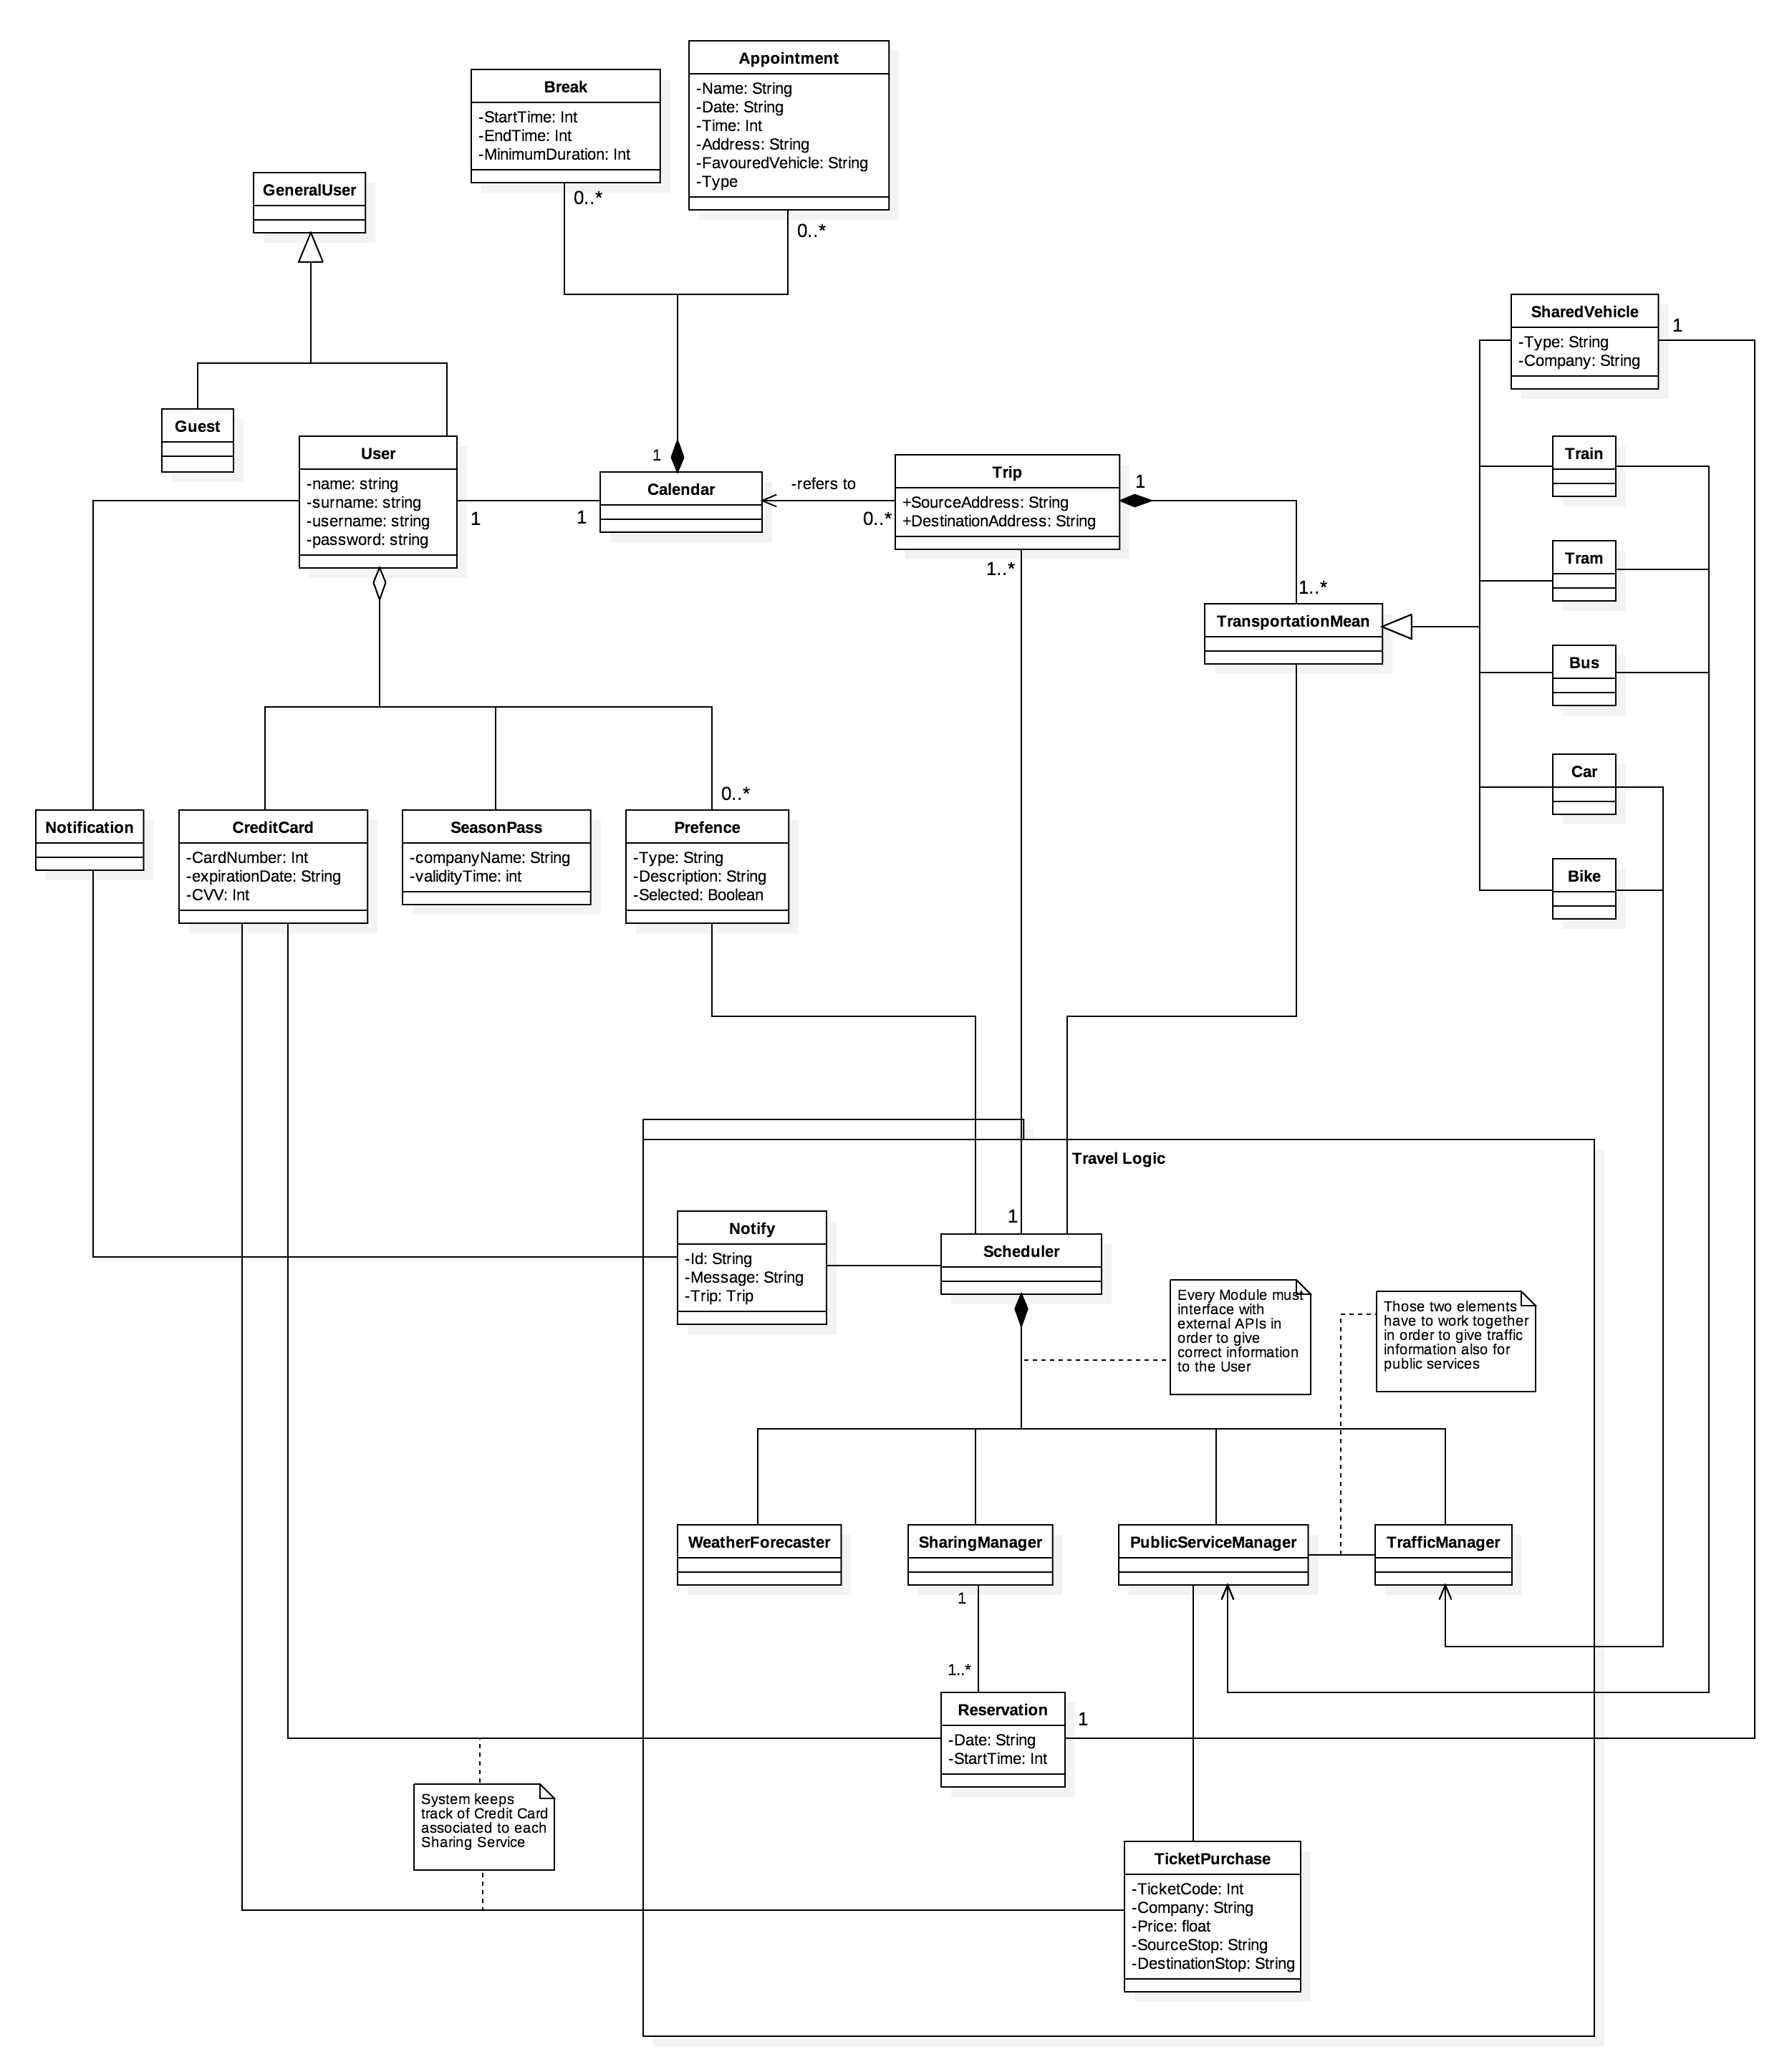 Appointment
-Name: String
-Date: String
-Time: Int
-Address: String
-FavouredVehicle: String
-Type
0..*
Break
-StartTime: Int
-EndTime: Int
-MinimumDuration: Int
0..*
GeneralUser
Guest
User
-name: string
-surname: string
-username: string
-password: string
1
1
1
Calendar
-refers to
0..*
Trip
+SourceAddress: String
+DestinationAddress: String
1
1..*
1..*
TransportationMean
SharedVehicle
-Type: String
-Company: String
1
Train
Tram
Bus
Car
Bike
Notification
CreditCard
-CardNumber: Int
-expirationDate: String
-CVV: Int
SeasonPass
-companyName: String
-validityTime: int
0..*
Prefence
-Type: String
-Description: String
-Selected: Boolean
Travel Logic
Notify
-Id: String
-Message: String
-Trip: Trip
1
Scheduler
Every Module must
interface with
external APIs in
order to give
correct information
to the User
Those two elements
have to work together
in order to give traffic
information also for
public services
WeatherForecaster
SharingManager
PublicServiceManager
TrafficManager
1
1..*
Reservation
-Date: String
-StartTime: Int
1
System keeps
track of Credit Card
associated to each
Sharing Service
TicketPurchase
-TicketCode: Int
-Company: String
-Price: float
-SourceStop: String
-DestinationStop: String